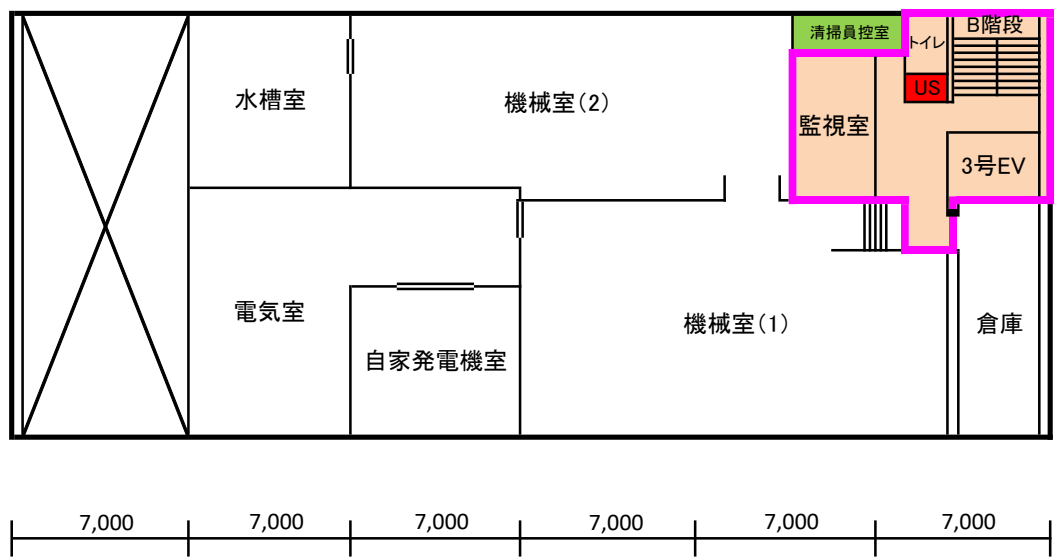 清掃員控室
B階段
トイレ
US
水槽室
機械室(2)
監視室
3号EV
電気室
機械室(1)
倉庫
自家発電機室
7,000
7,000
7,000
7,000
7,000
7,000